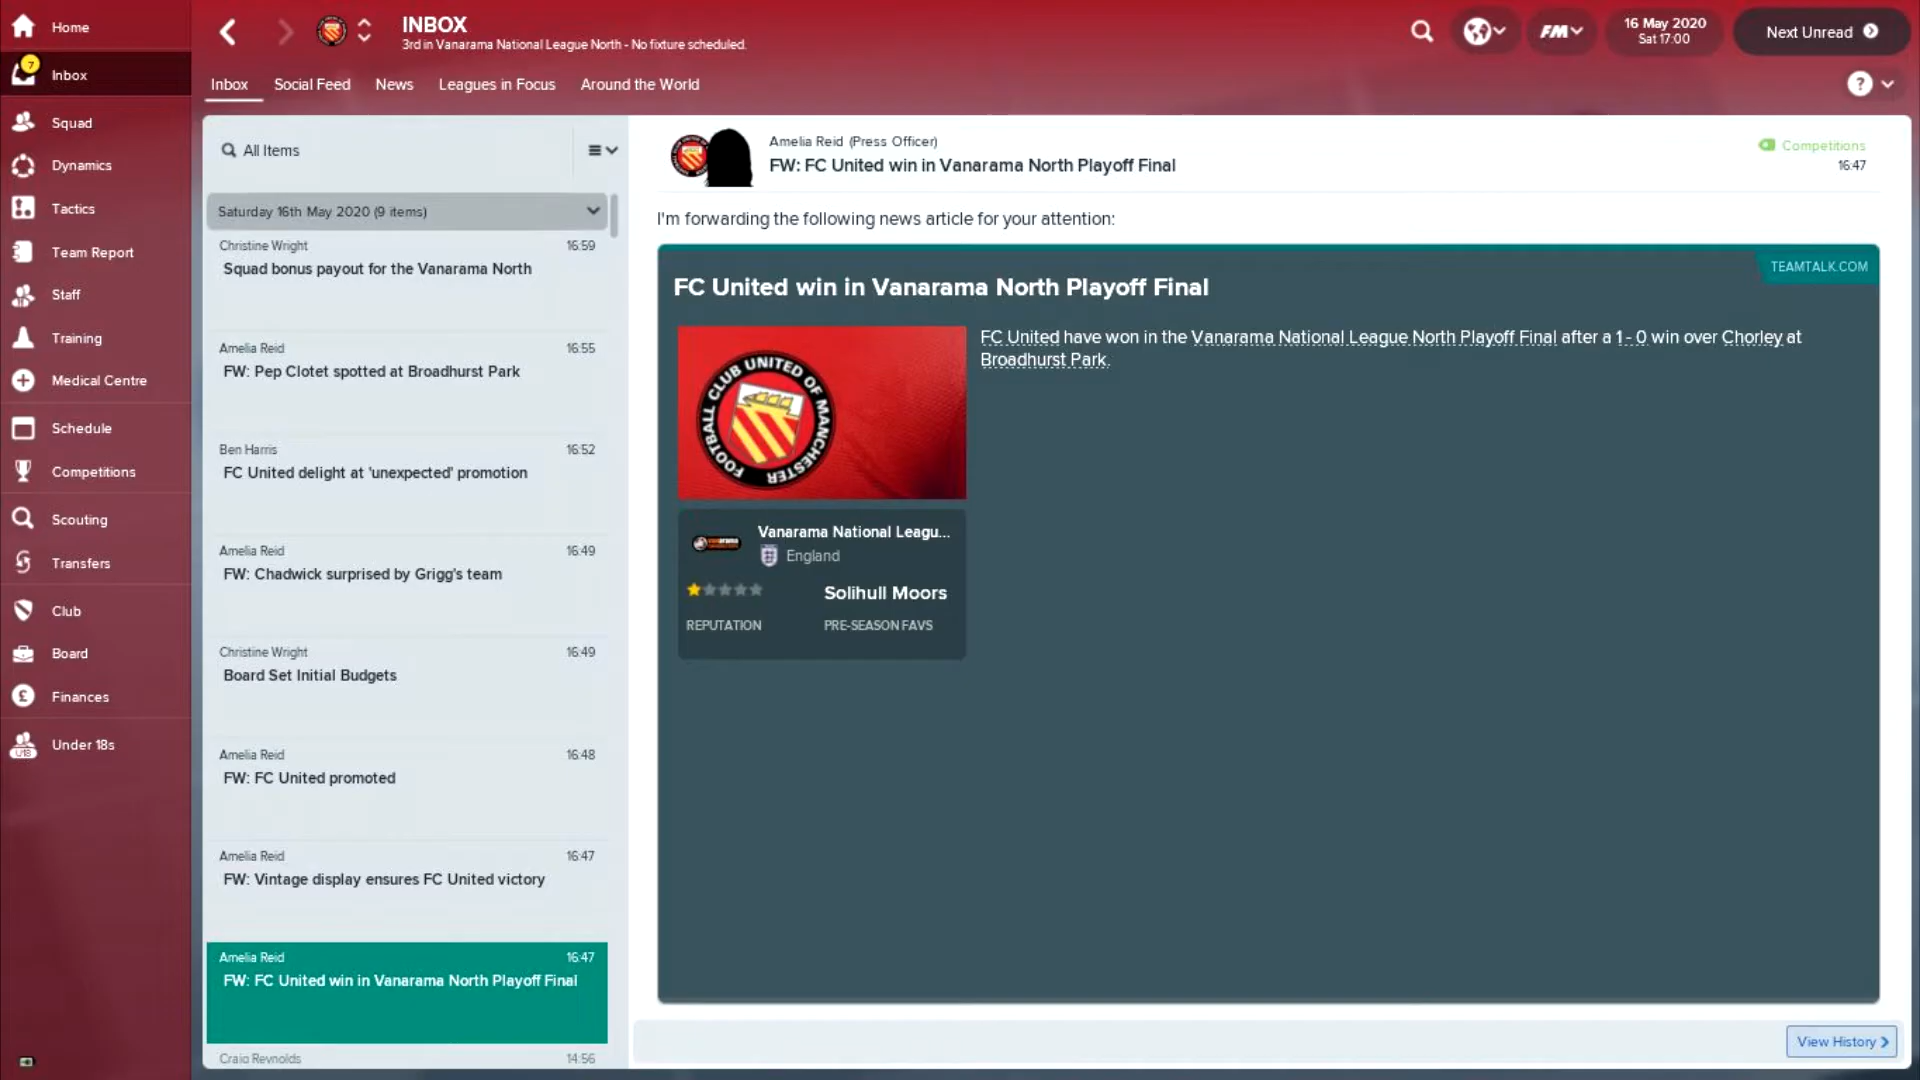 Home
7
Inbox
Squad
Dynamics
Tactics
Team Report
Staff
Training
Medical Centre
Schedule
Competitions
Scouting
Transfers
Club
Board
Finances
U18
Under 18s
INBOX
3rd in Vanarama National League North - No fixture scheduled.
FM
16 May 2020
Sat 17:00
Next Unread
Inbox
Social Feed
News
Leagues in Focus
Around the World
?
All Items
Saturday 16th May 2020 (9 items)
Christine Wright 16:59
Squad bonus payout for the Vanarama North
Amelia Reid 16:55
FW: Pep Clotet spotted at Broadhurst Park
Ben Harris 16:52
FC United delight at 'unexpected' promotion
Amelia Reid 16:49
FW: Chadwick surprised by Grigg's team
Christine Wright 16:49
Board Set Initial Budgets
Amelia Reid 16:48
FW: FC United promoted
Amelia Reid 16:47
FW: Vintage display ensures FC United victory
Amelia Reid 16:47
FW: FC United win in Vanarama North Playoff Final
Craig Reynolds 14:56
Amelia Reid (Press Officer)
FW: FC United win in Vanarama North Playoff Final
Competitions
16:47
I'm forwarding the following news article for your attention:
TEAMTALK.COM
FC United win in Vanarama North Playoff Final
FOOTBALL CLUB UNITED OF MANCHESTER
FC United have won in the Vanarama National League North Playoff Final after a 1 - 0 win over Chorley at
Broadhurst Park.
Vanarama National Leagu...
England
Solihull Moors
REPUTATION
PRE-SEASON FAVS
View History